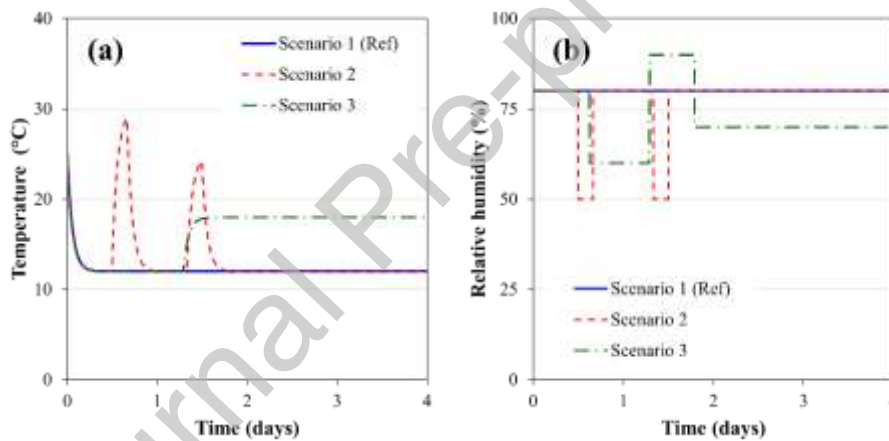 40
30
20
10
0
Temperature (°C)
(a)
Scenario 1 (Ref)
Scenario 2
Scenario 3
0 1 2 3 4
Time (days)
100
75
50
25
0
Relative humidity (%)
(b)
Scenario 1 (Ref)
Scenario 2
Scenario 3
0 1 2 3
Time (days)